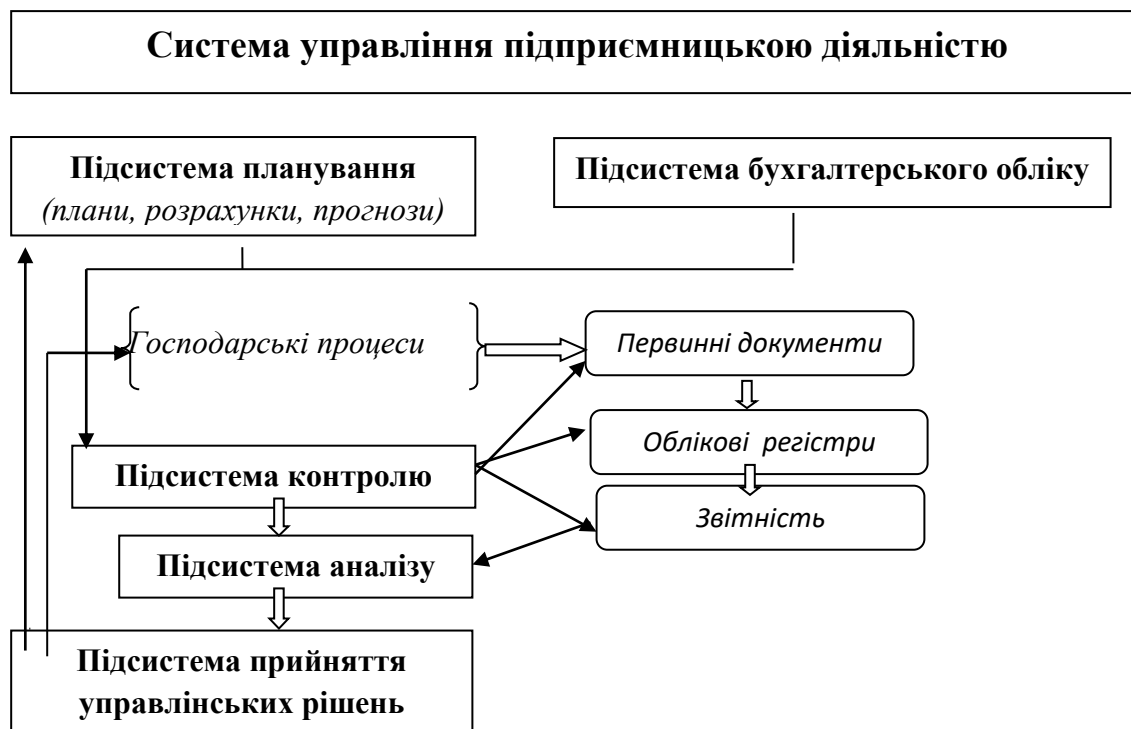 Система управління підприємницькою діяльністю
Підсистема планування
(плани, розрахунки, прогнози)
Підсистема бухгалтерського обліку
Господарські процеси
Первинні документи
Облікові регістри
Підсистема контролю
Звітність
Підсистема аналізу
Підсистема прийняття
управлінських рішень